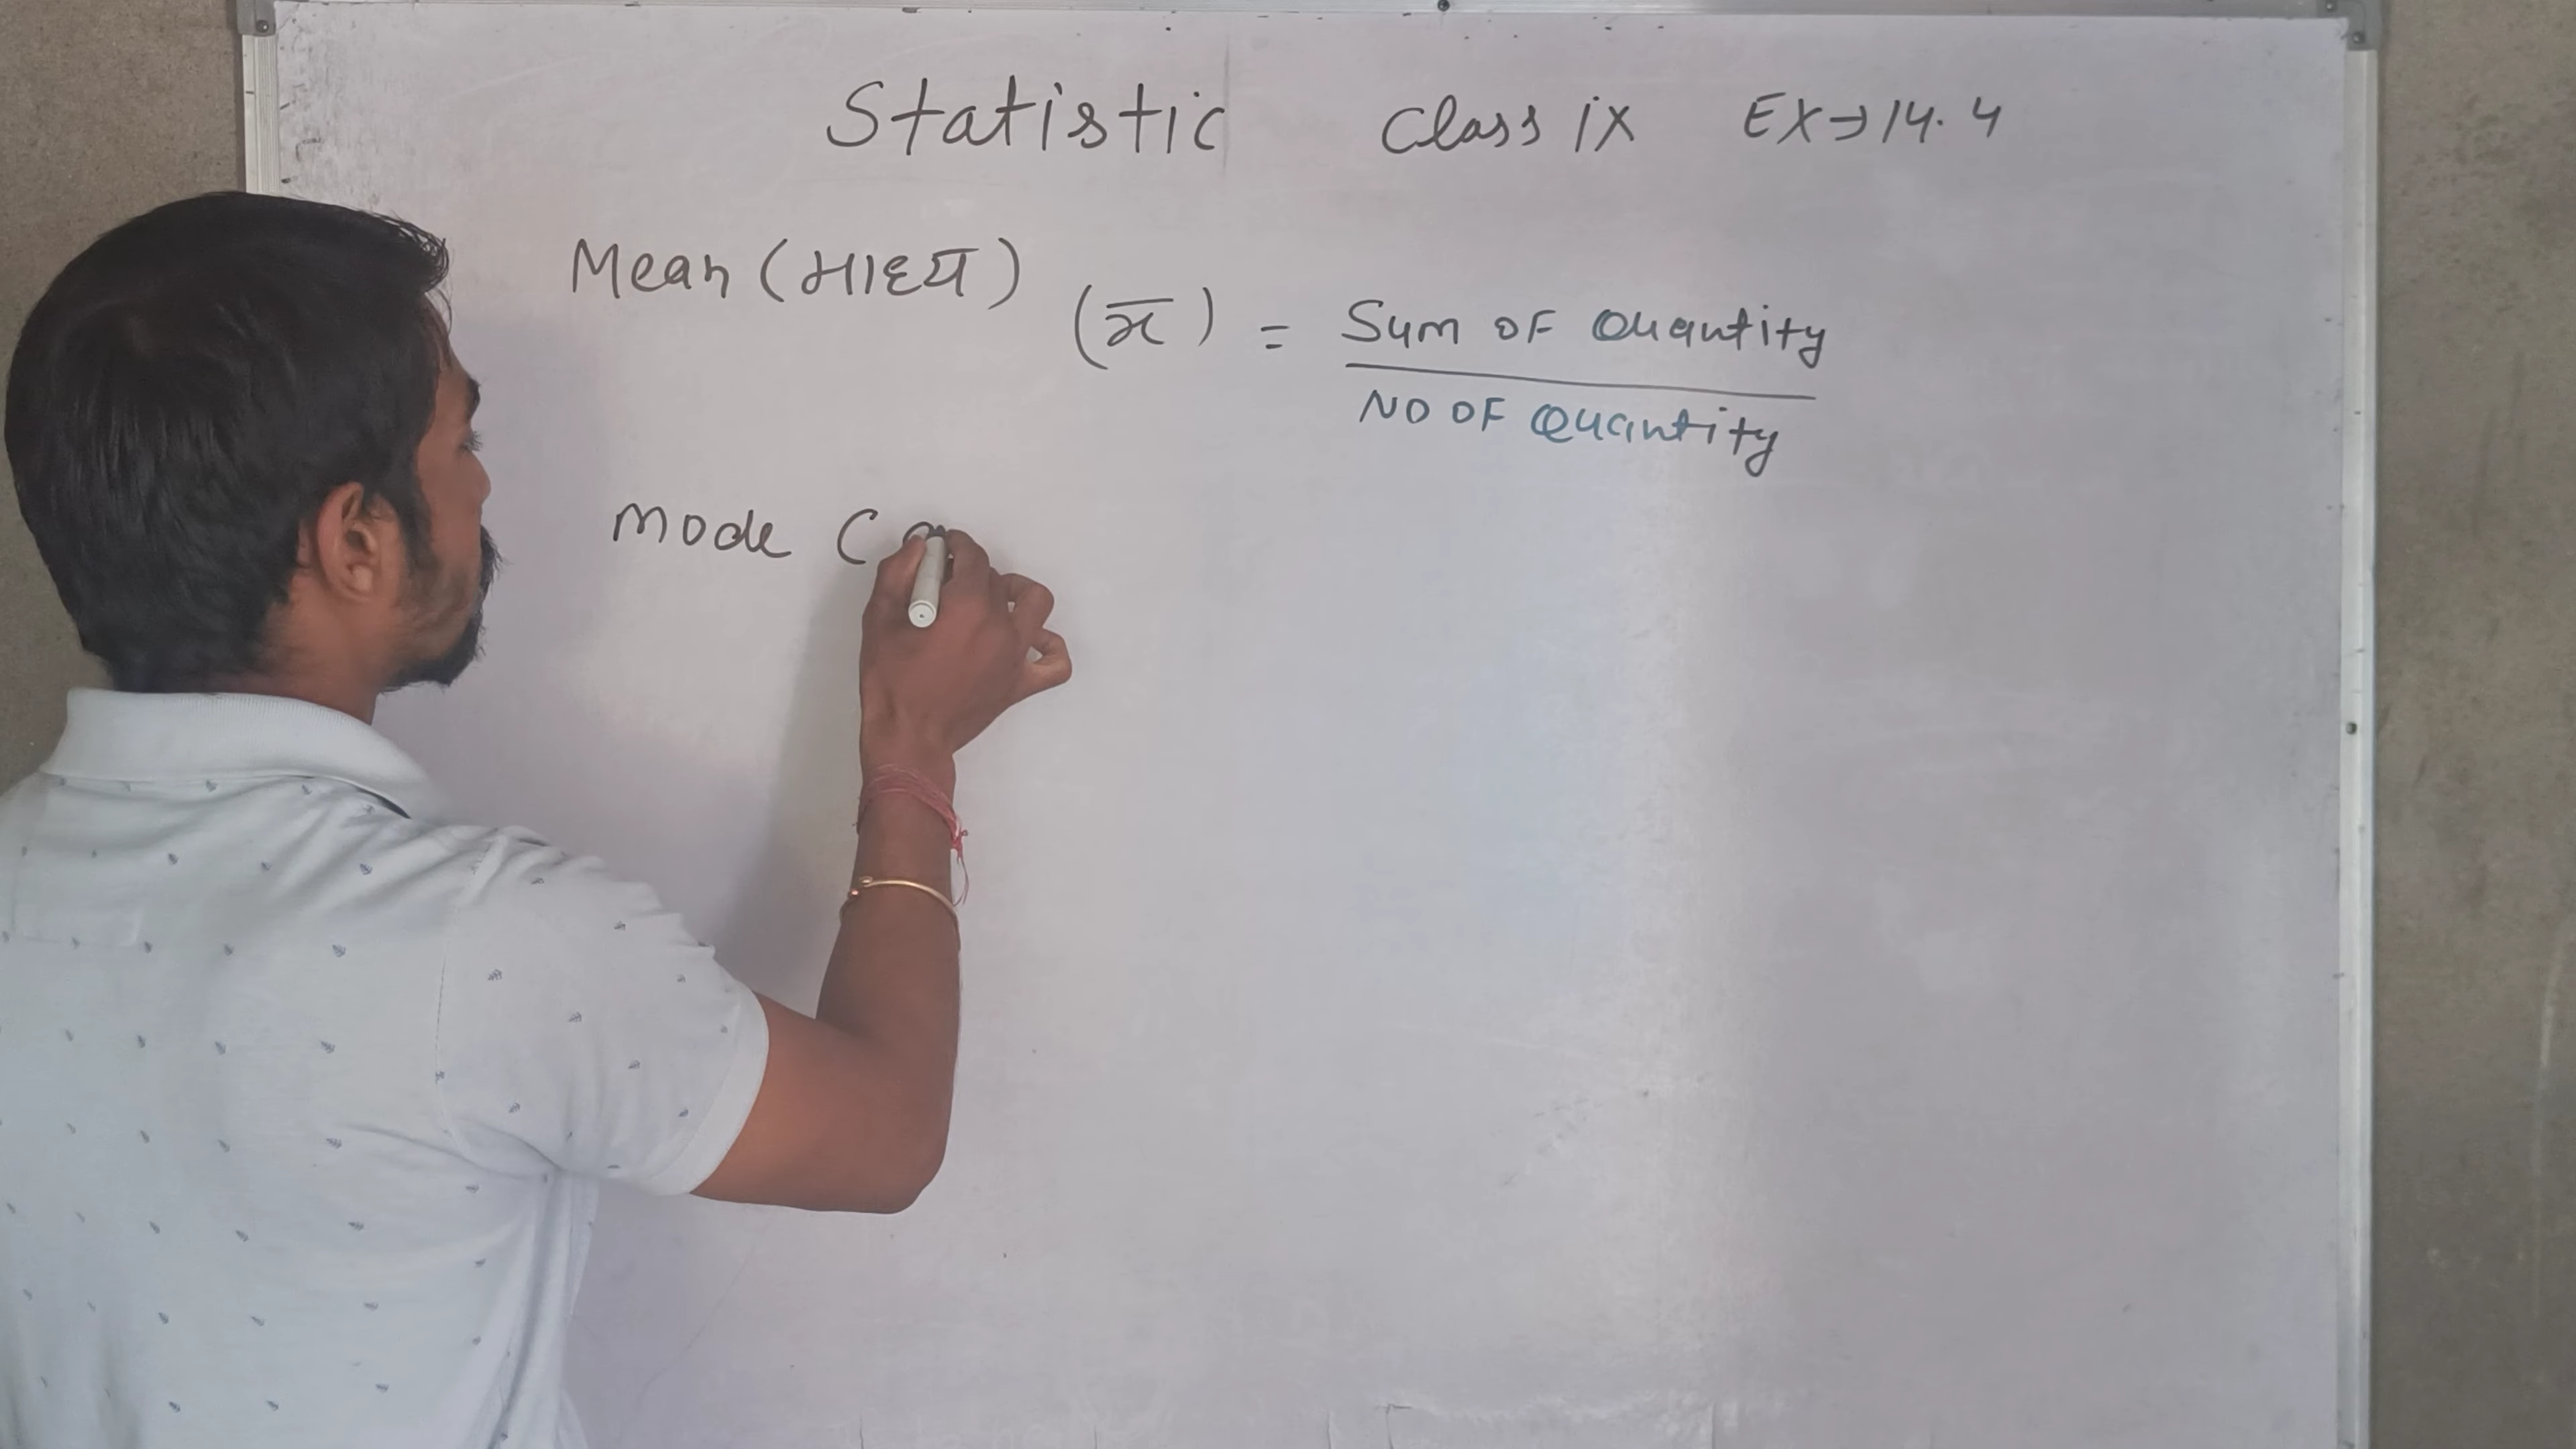 Statistic Class IX EX→14.4
Mean (माध्य)
(x̄) = Sum OF Quantity
NO OF Quantity
Mode (